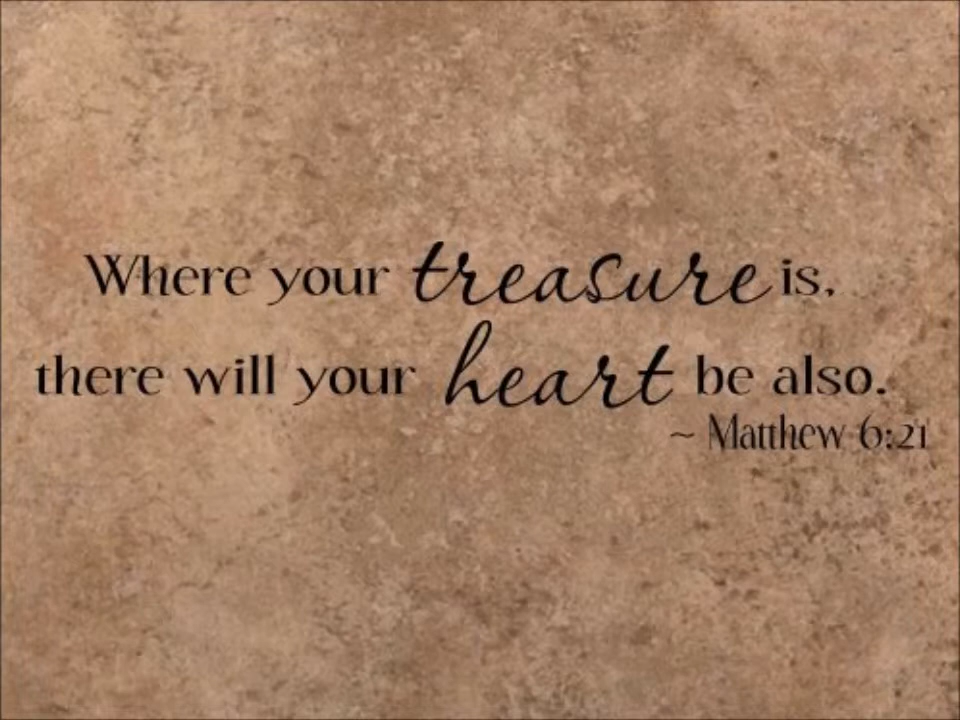 Where your treasure is,
there will your heart be also.
~ Matthew 6:21